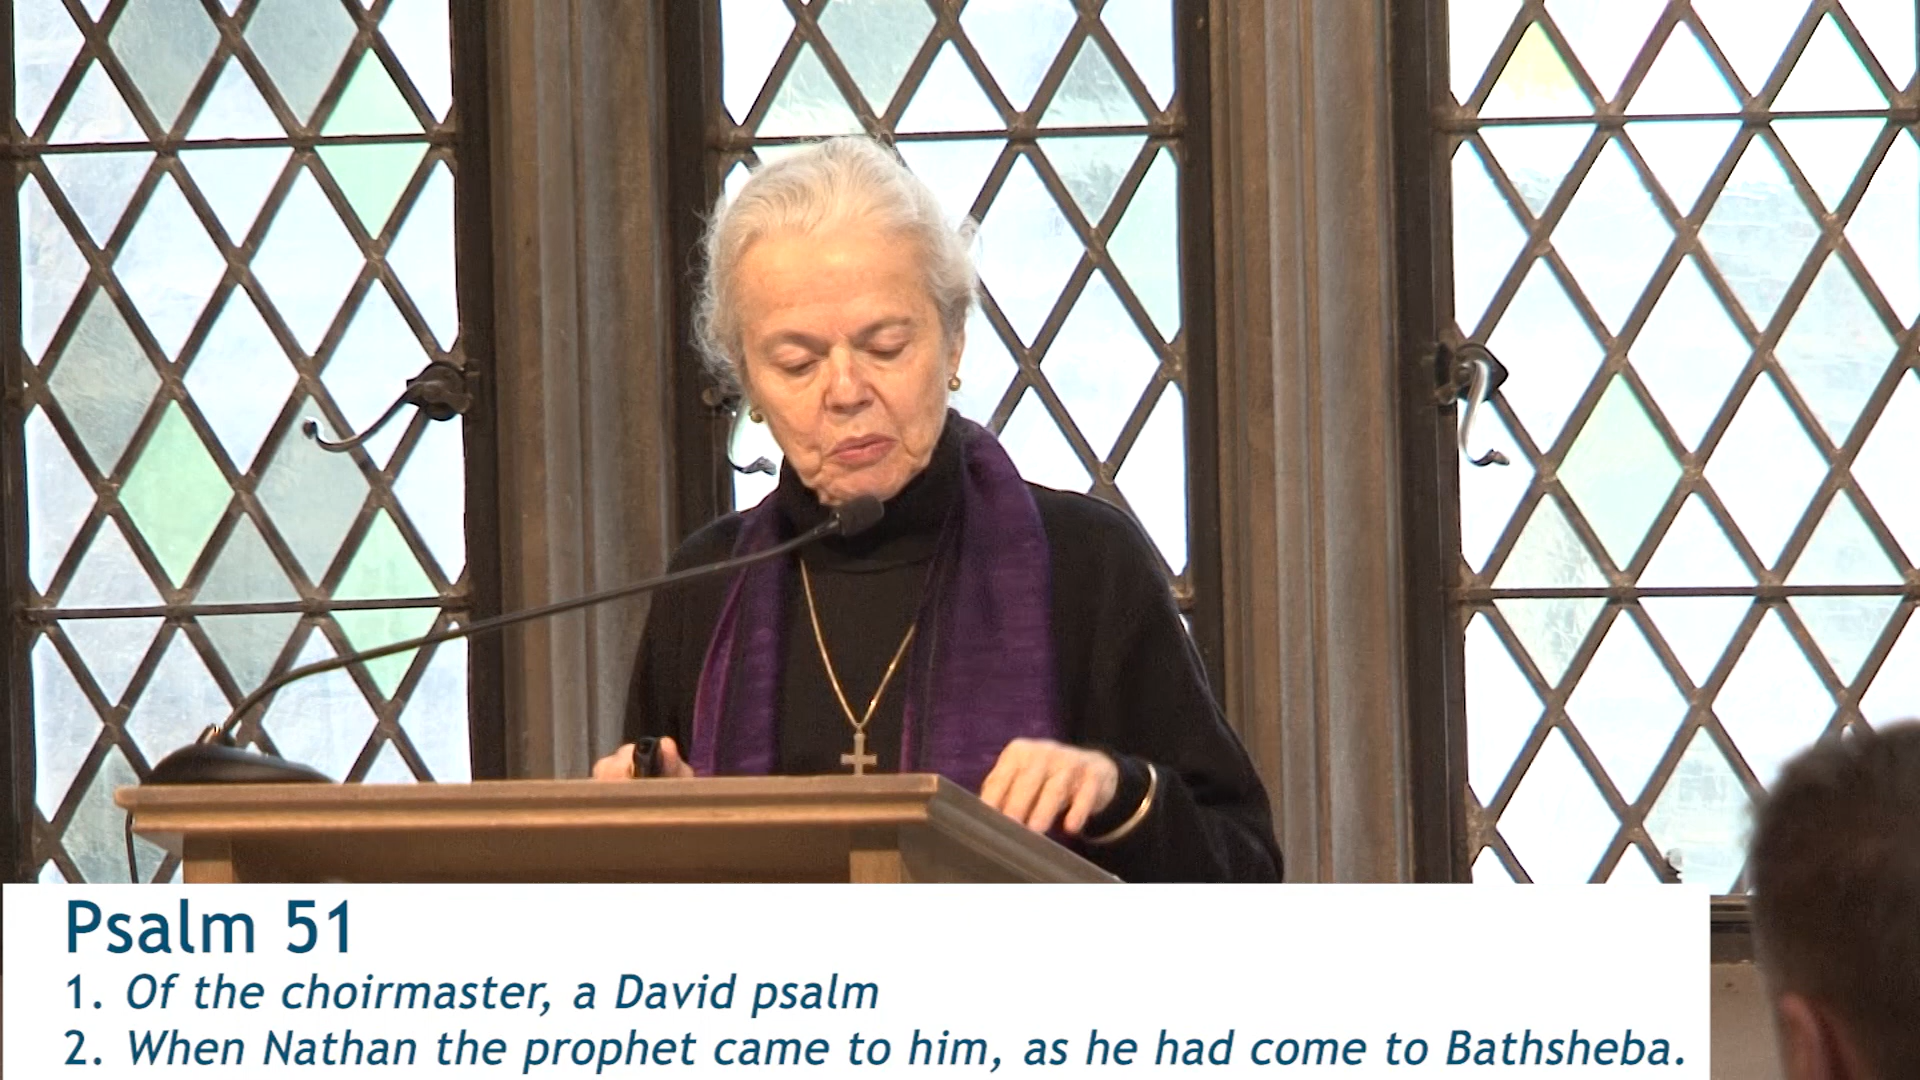 Psalm 51
1. Of the choirmaster, a David psalm
2. When Nathan the prophet came to him, as he had come to Bathsheba.